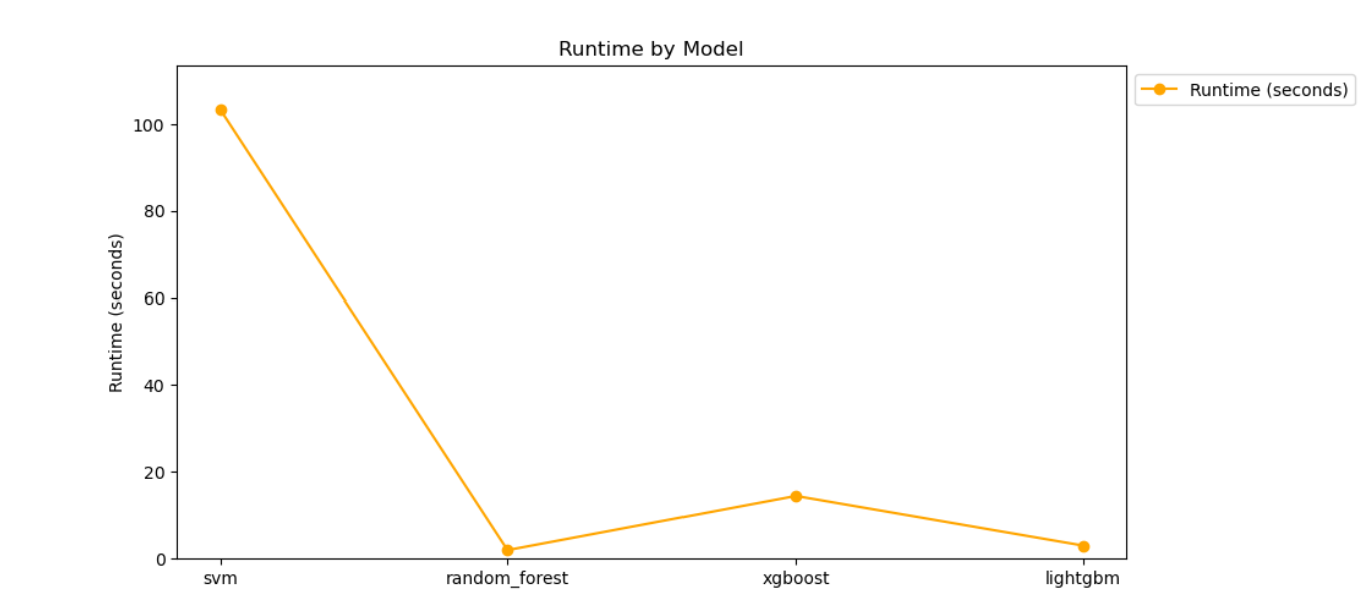 Runtime by Model
Runtime (seconds)
100
80
60
40
20
0
Runtime (seconds)
svm
random_forest
xgboost
lightgbm